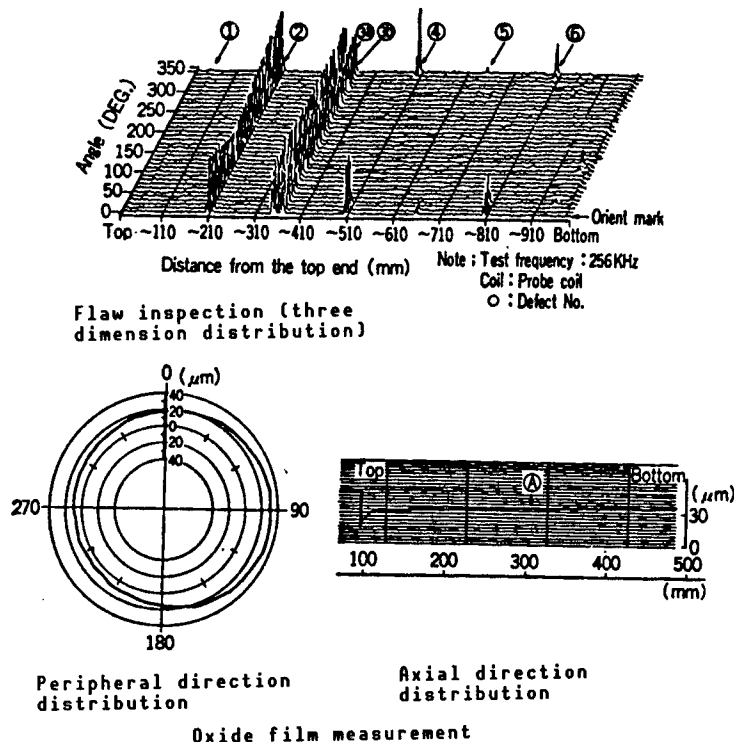 ① ② ③a ③b ④ ⑤ ⑥
350
300
250
200
150
100
50
0
Angle (DEG.)
Orient mark
Top ~110 ~210 ~310 ~410 ~510 ~610 ~710 ~810 ~910 Bottom
Distance from the top end (mm)
Note ; Test frequency : 256KHz
Coil : Probe coil
○ : Defect No.
Flaw inspection (three
dimension distribution)
0 (μm)
40
20
0
20
40
270
90
180
Top Ⓐ Bottom
(μm)
30
0
100 200 300 400 500
(mm)
Peripheral direction
distribution
Axial direction
distribution
Oxide film measurement